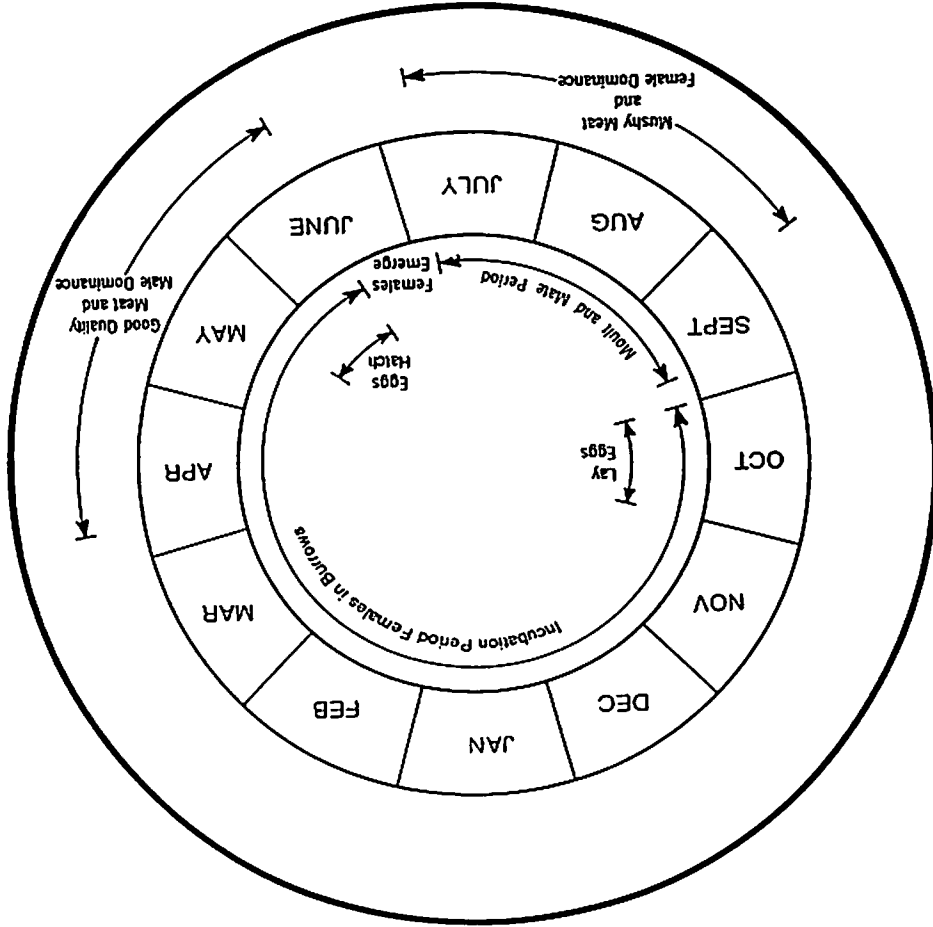 JAN
FEB
MAR
APR
MAY
JUNE
JULY
AUG
SEPT
OCT
NOV
DEC
Incubation Period Females in Burrows
Lay
Eggs
Eggs
Hatch
Females
Emerge
?
Moult and Mate Period
Good Quality
Meat and
Male Dominance
Mushy Meat
and
Female Dominance